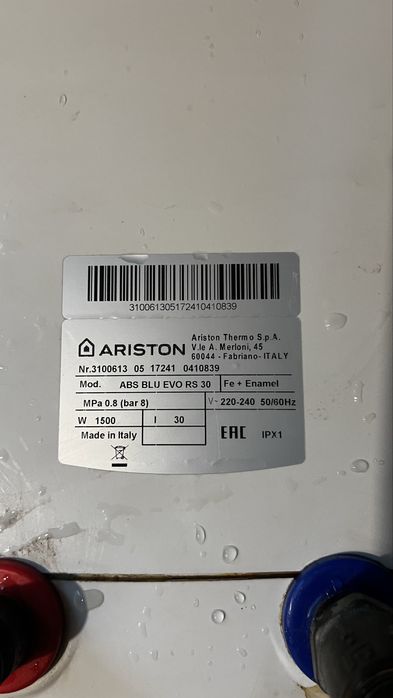 310061305172410410839
ARISTON
Ariston Thermo S.p.A.
V.le A. Merloni, 45
60044 - Fabriano- ITALY
Nr.3100613 05 17241 0410839
Mod. ABS BLU EVO RS 30 Fe + Enamel
MPa 0.8 (bar 8) V~ 220-240 50/60Hz
W 1500 l 30
Made in Italy EAC IPX1